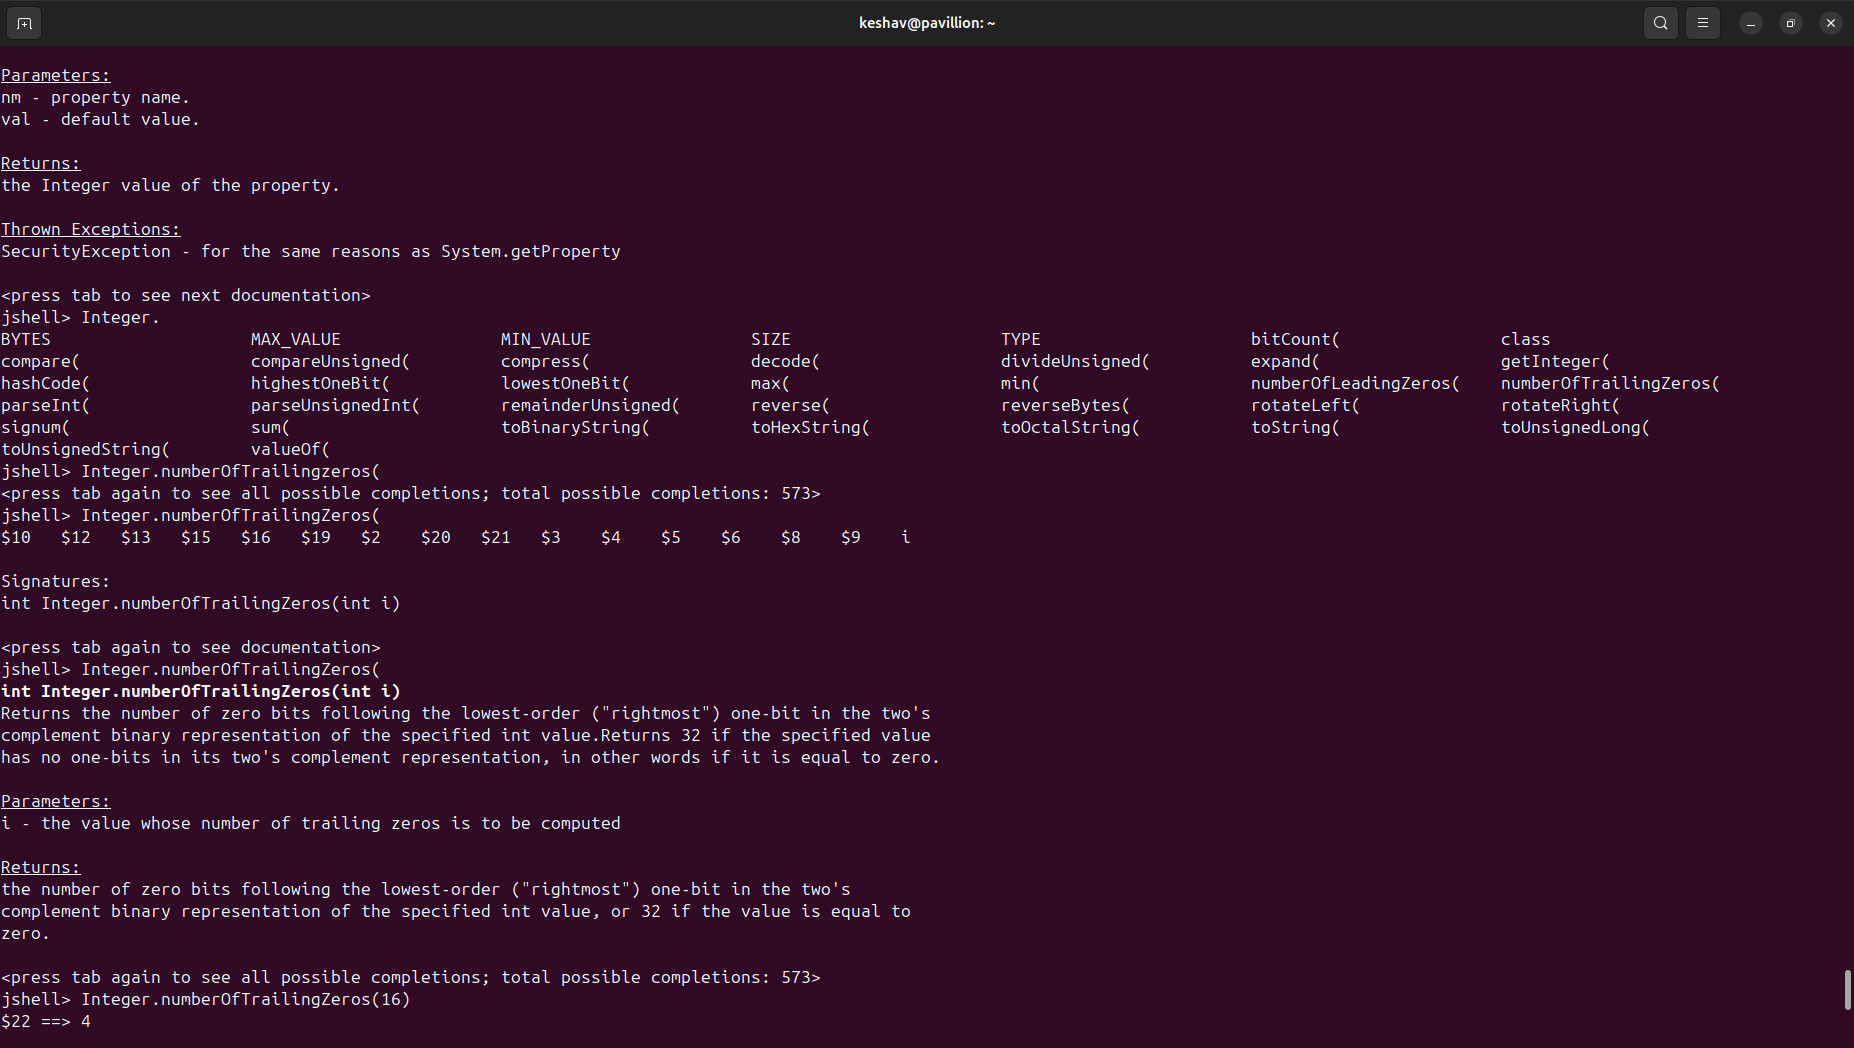 keshav@pavillion: ~
Parameters:
nm - property name.
val - default value.
Returns:
the Integer value of the property.
Thrown Exceptions:
SecurityException - for the same reasons as System.getProperty
<press tab to see next documentation>
jshell> Integer.
BYTES MAX_VALUE MIN_VALUE SIZE TYPE bitCount( class
compare( compareUnsigned( compress( decode( divideUnsigned( expand( getInteger(
hashCode( highestOneBit( lowestOneBit( max( min( numberOfLeadingZeros( numberOfTrailingZeros(
parseInt( parseUnsignedInt( remainderUnsigned( reverse( reverseBytes( rotateLeft( rotateRight(
signum( sum( toBinaryString( toHexString( toOctalString( toString( toUnsignedLong(
toUnsignedString( valueOf(
jshell> Integer.numberOfTrailingzeros(
<press tab again to see all possible completions; total possible completions: 573>
jshell> Integer.numberOfTrailingZeros(
$10 $12 $13 $15 $16 $19 $2 $20 $21 $3 $4 $5 $6 $8 $9 i
Signatures:
int Integer.numberOfTrailingZeros(int i)
<press tab again to see documentation>
jshell> Integer.numberOfTrailingZeros(
int Integer.numberOfTrailingZeros(int i)
Returns the number of zero bits following the lowest-order ("rightmost") one-bit in the two's
complement binary representation of the specified int value.Returns 32 if the specified value
has no one-bits in its two's complement representation, in other words if it is equal to zero.
Parameters:
i - the value whose number of trailing zeros is to be computed
Returns:
the number of zero bits following the lowest-order ("rightmost") one-bit in the two's
complement binary representation of the specified int value, or 32 if the value is equal to
zero.
<press tab again to see all possible completions; total possible completions: 573>
jshell> Integer.numberOfTrailingZeros(16)
$22 ==> 4